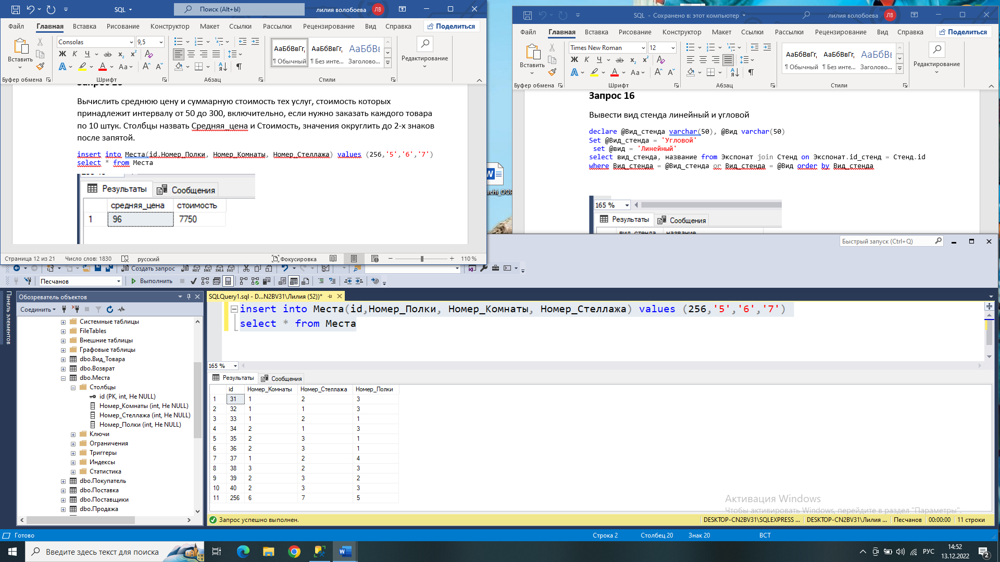 SQL
Поиск (Alt+Ы)
лилия волобоева
ЛВ
Файл
Главная
Вставка
Рисование
Конструктор
Макет
Ссылки
Рассылки
Рецензирование
Вид
Справка
Поделиться
Вставить
Consolas
9,5
Ж К Ч ab x₂ x²
Aa
АаБбВвГг,
АаБбВвГг,
АаБбВв
¶ Обычный
¶ Без инте...
Заголово...
Редактирование
Буфер обмена
Шрифт
Абзац
Стили
Вычислить среднюю цену и суммарную стоимость тех услуг, стоимость которых
принадлежит интервалу от 50 до 300, включительно, если нужно заказать каждого товара
по 10 штук. Столбцы назвать Средняя_цена и Стоимость, значения округлить до 2-х знаков
после запятой.
insert into Места(id,Номер_Полки, Номер_Комнаты, Номер_Стеллажа) values (256,'5','6','7')
select * from Места
Результаты
Сообщения
средняя_цена стоимость
1 96 7750
Страница 12 из 21
Число слов: 1830
русский
Фокусировка
110 %
SQL - Сохранено в: этот компьютер
лилия волобоева
ЛВ
Файл
Главная
Вставка
Рисование
Конструктор
Макет
Ссылки
Рассылки
Рецензирование
Вид
Справка
Поделиться
Вставить
Times New Roman
12
Ж К Ч ab x₂ x²
Aa
АаБбВвГг,
АаБбВвГг,
АаБбВв
¶ Обычный
¶ Без инте...
Заголово...
Редактирование
Буфер обмена
Шрифт
Абзац
Стили
Запрос 16
Вывести вид стенда линейный и угловой
declare @Вид_стенда varchar(50), @Вид varchar(50)
Set @Вид_стенда = 'Угловой'
set @вид = 'Линейный'
select вид_стенда, название from Экспонат join Стенд on Экспонат.id_стенд = Стенд.id
where Вид_стенда = @Вид_стенда or Вид_стенда = @Вид order by Вид_стенда
165 %
Результаты
Сообщения
Быстрый запуск (Ctrl+Q)
Создать запрос
MDX
DMX
XMLA
DAX
Песчанов
Выполнить
Панель элементов
Обозреватель объектов
Соединить
Системные таблицы
FileTables
Внешние таблицы
Графовые таблицы
dbo.Вид_Товара
dbo.Возврат
dbo.Места
Столбцы
id (PK, int, Не NULL)
Номер_Комнаты (int, Не NULL)
Номер_Стеллажа (int, Не NULL)
Номер_Полки (int, Не NULL)
Ключи
Ограничения
Триггеры
Индексы
Статистика
dbo.Покупатель
dbo.Поставка
dbo.Поставщики
dbo.Продажа
SQLQuery1.sql - D...N2BV31\Лилия (52))*
insert into Места(id,Номер_Полки, Номер_Комнаты, Номер_Стеллажа) values (256,'5','6','7')
select * from Места
165 %
Результаты
Сообщения
id Номер_Комнаты Номер_Стеллажа Номер_Полки
1 31 1 2 3
2 32 1 1 3
3 33 1 2 1
4 34 2 1 3
5 35 2 3 1
6 36 2 3 1
7 37 1 2 4
8 38 3 2 3
9 39 2 3 2
10 40 2 3 3
11 256 6 7 5
Активация Windows
Чтобы активировать Windows, перейдите в раздел "Параметры".
Запрос успешно выполнен.
DESKTOP-CN2BV31\SQLEXPRESS ...
DESKTOP-CN2BV31\Лилия ...
Песчанов
00:00:00
11 строки
Готово
Строка 2
Столбец 20
Знак 20
ВСТ
Введите здесь текст для поиска
РУС
14:52
13.12.2022
2